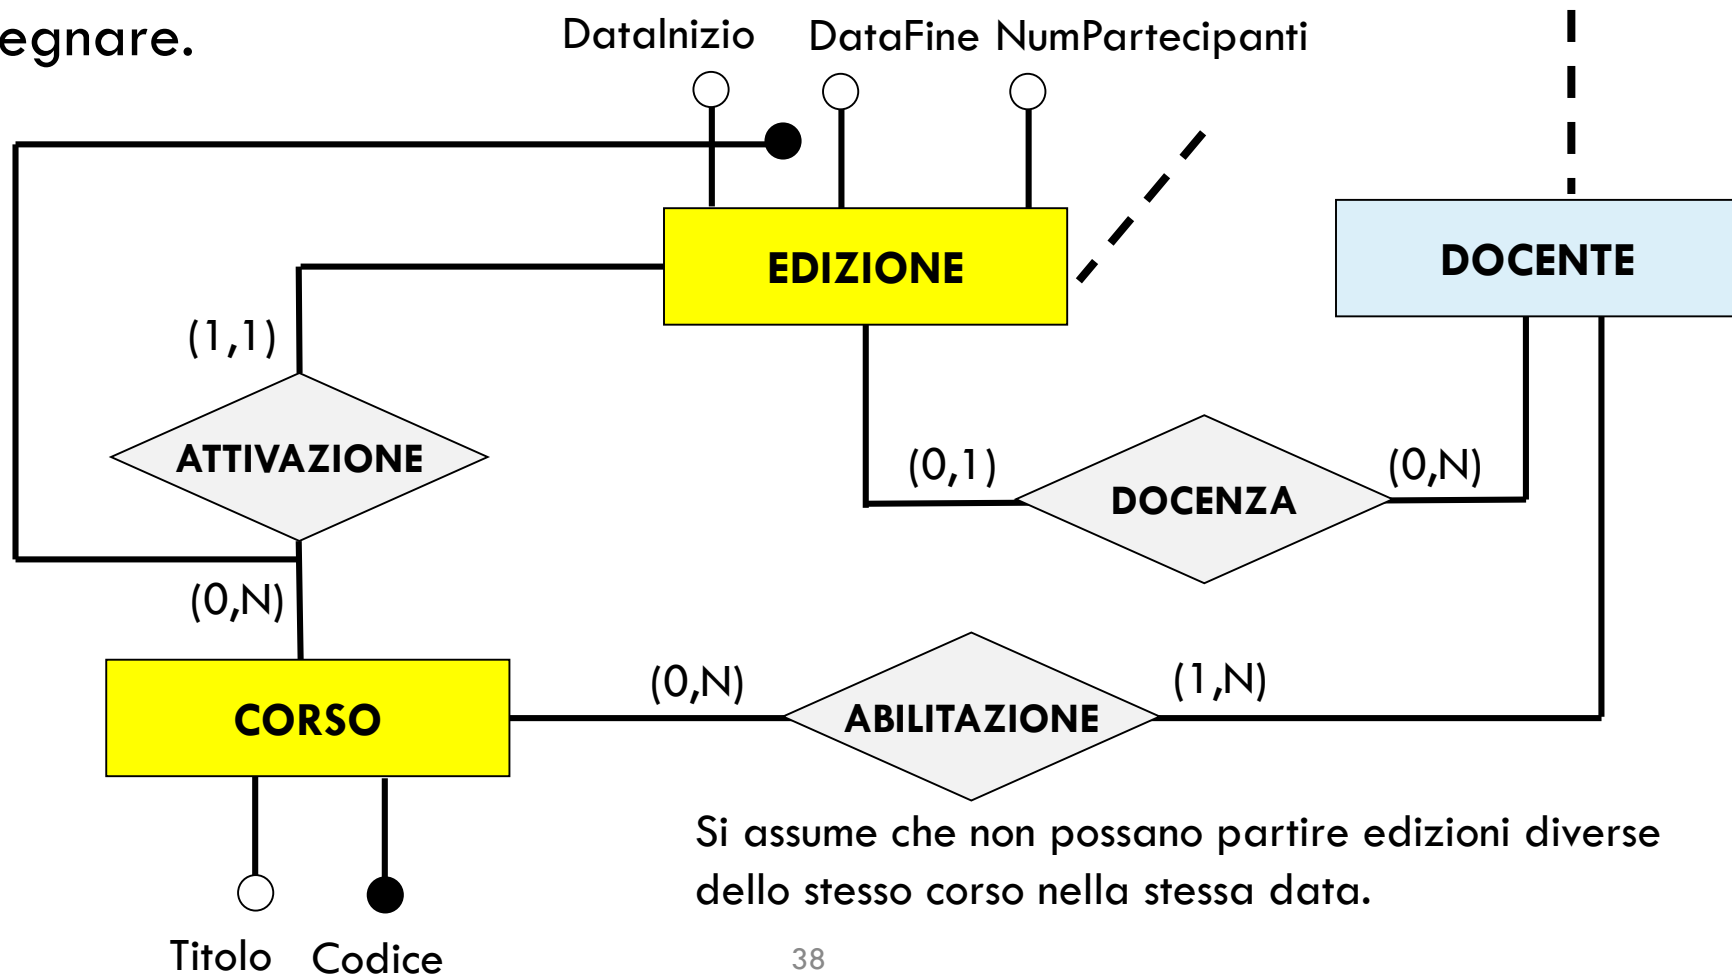 egnare.
DataInizio DataFine NumPartecipanti
EDIZIONE
DOCENTE
(1,1)
ATTIVAZIONE
(0,1)
(0,N)
DOCENZA
(0,N)
(0,N)
(1,N)
CORSO
ABILITAZIONE
Si assume che non possano partire edizioni diverse
dello stesso corso nella stessa data.
Titolo Codice
38